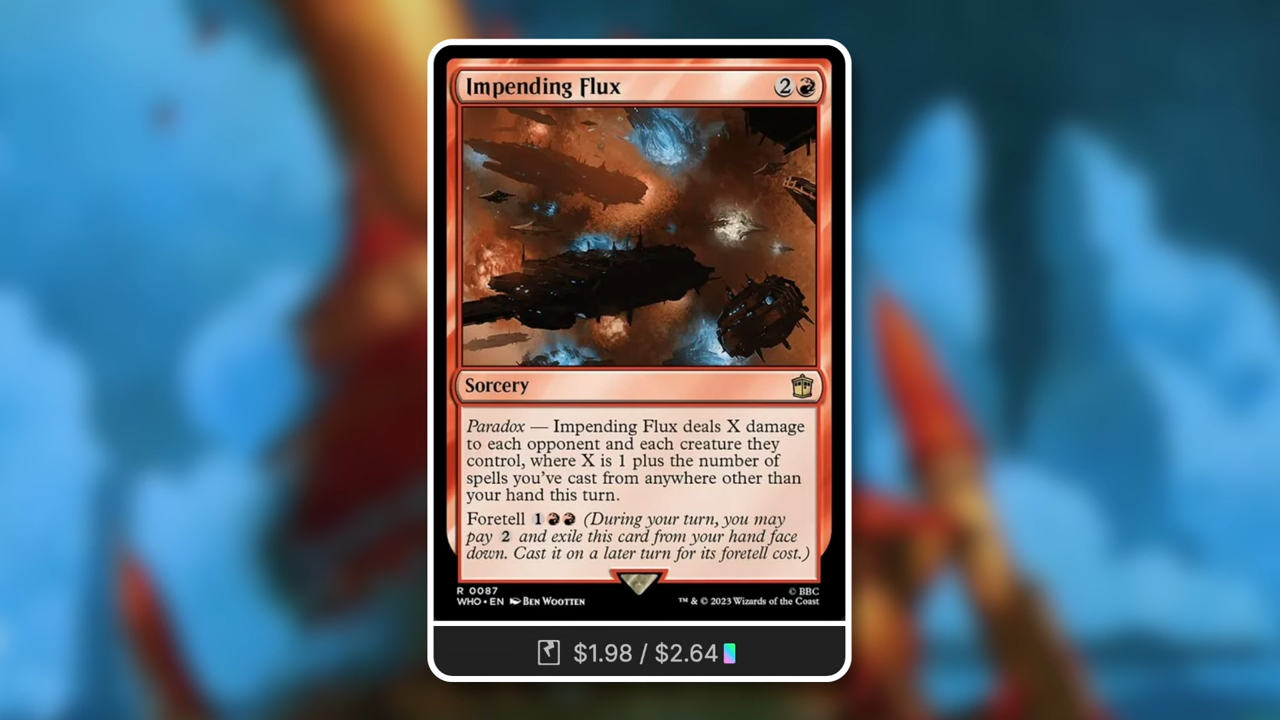 Impending Flux 2
Sorcery
Paradox — Impending Flux deals X damage
to each opponent and each creature they
control, where X is 1 plus the number of
spells you've cast from anywhere other than
your hand this turn.
Foretell 1 (During your turn, you may
pay 2 and exile this card from your hand face
down. Cast it on a later turn for its foretell cost.)
R 0087 © BBC
WHO • EN Ben Wootten ™ & © 2023 Wizards of the Coast
$1.98 / $2.64